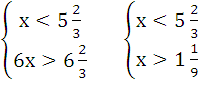 x < 5 2/3    x < 5 2/3
6x > 6 2/3    x > 1 1/9